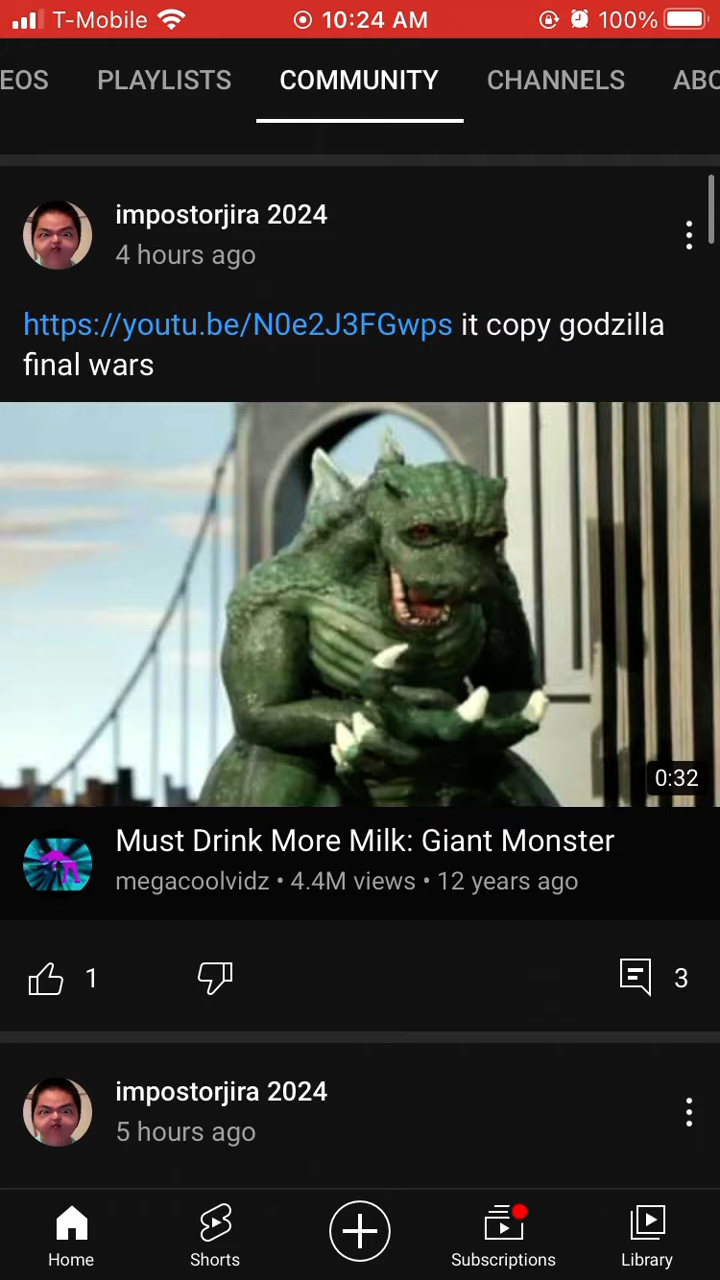 T-Mobile 10:24 AM 100%
EOS PLAYLISTS COMMUNITY CHANNELS ABO
impostorjira 2024
4 hours ago
https://youtu.be/N0e2J3FGwps it copy godzilla
final wars
0:32
Must Drink More Milk: Giant Monster
megacoolvidz • 4.4M views • 12 years ago
1 3
impostorjira 2024
5 hours ago
Home Shorts Subscriptions Library